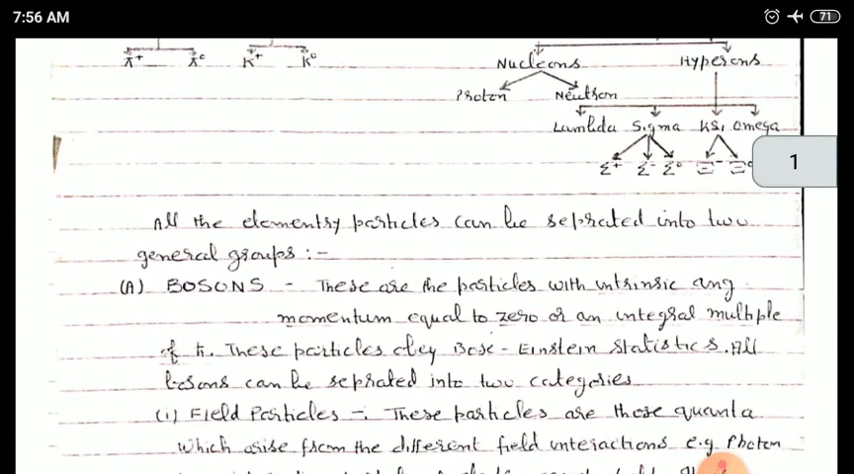 7:56 AM
71
π+ π° K+ K°
Nucleons Hyperons
Proton Neutron
Lambda Sigma KSi Omega
Σ+ Σ- Σ° Ξ- Ξ°
1
All the elementry particles can be seprated into two
general groups :-
(A) BOSONS - These are the particles with intrinsic ang
momentum equal to zero or an integral multiple
of ħ. These particles obey Bose-Einstein Statistics. All
bosons can be seprated into two categories
(i) Field Particles -. These particles are those quanta
which arise from the different field interactions e.g Photon